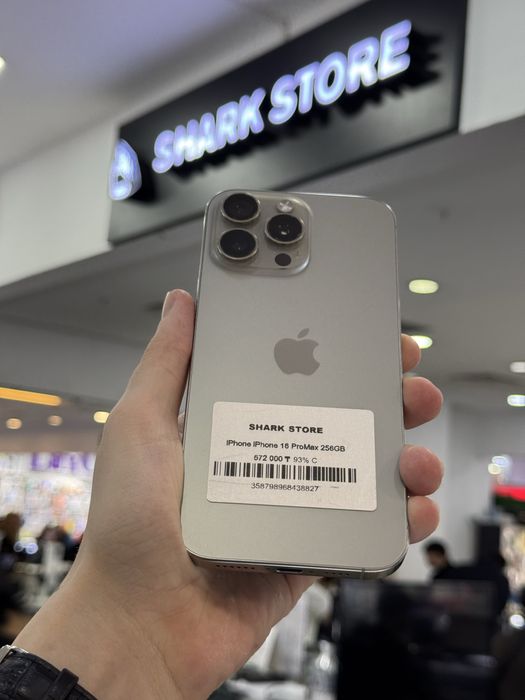 SHARK STORE
SHARK STORE
iPhone iPhone 16 ProMax 256GB
572 000 ₸ 93% C
358798968438827